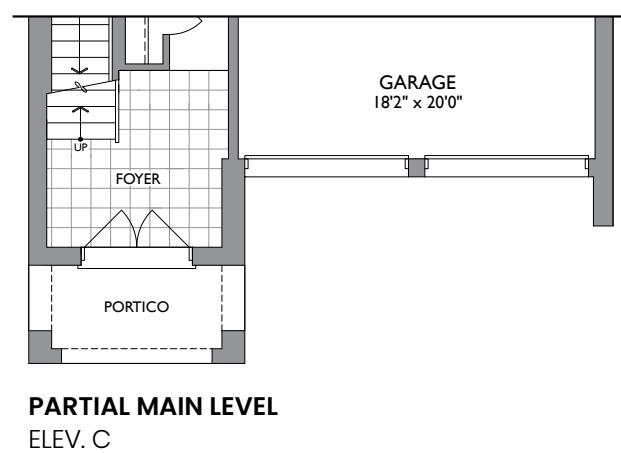 GARAGE
18'2" x 20'0"
UP
FOYER
PORTICO
PARTIAL MAIN LEVEL
ELEV. C